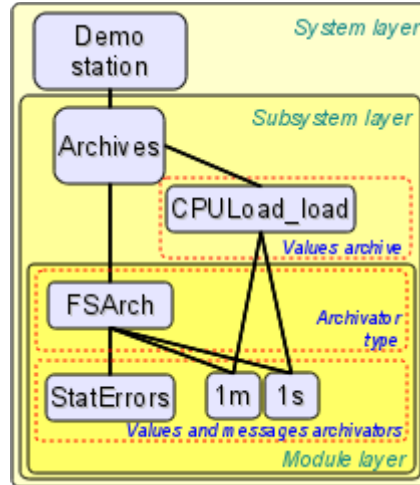 System layer
Demo
station
Subsystem layer
Archives
CPULoad_load
Values archive
FSArch
Archivator
type
StatErrors
1m
1s
Values and messages archivators
Module layer